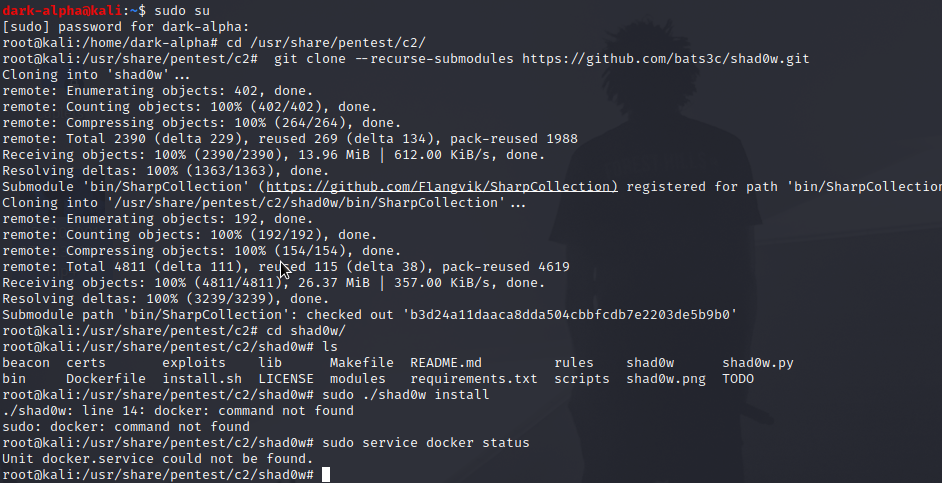 dark-alpha@kali:~$ sudo su
[sudo] password for dark-alpha:
root@kali:/home/dark-alpha# cd /usr/share/pentest/c2/
root@kali:/usr/share/pentest/c2#  git clone --recurse-submodules https://github.com/bats3c/shad0w.git
Cloning into 'shad0w'...
remote: Enumerating objects: 402, done.
remote: Counting objects: 100% (402/402), done.
remote: Compressing objects: 100% (264/264), done.
remote: Total 2390 (delta 229), reused 269 (delta 134), pack-reused 1988
Receiving objects: 100% (2390/2390), 13.96 MiB | 612.00 KiB/s, done.
Resolving deltas: 100% (1363/1363), done.
Submodule 'bin/SharpCollection' (https://github.com/Flangvik/SharpCollection) registered for path 'bin/SharpCollection
Cloning into '/usr/share/pentest/c2/shad0w/bin/SharpCollection'...
remote: Enumerating objects: 192, done.
remote: Counting objects: 100% (192/192), done.
remote: Compressing objects: 100% (154/154), done.
remote: Total 4811 (delta 111), reused 115 (delta 38), pack-reused 4619
Receiving objects: 100% (4811/4811), 26.37 MiB | 357.00 KiB/s, done.
Resolving deltas: 100% (3239/3239), done.
Submodule path 'bin/SharpCollection': checked out 'b3d24a11daaca8dda504cbbfcdb7e2203de5b9b0'
root@kali:/usr/share/pentest/c2# cd shad0w/
root@kali:/usr/share/pentest/c2/shad0w# ls
beacon  certs       exploits    lib      Makefile  README.md         rules    shad0w      shad0w.py
bin     Dockerfile  install.sh  LICENSE  modules   requirements.txt  scripts  shad0w.png  TODO
root@kali:/usr/share/pentest/c2/shad0w# sudo ./shad0w install
./shad0w: line 14: docker: command not found
sudo: docker: command not found
root@kali:/usr/share/pentest/c2/shad0w# sudo service docker status
Unit docker.service could not be found.
root@kali:/usr/share/pentest/c2/shad0w#